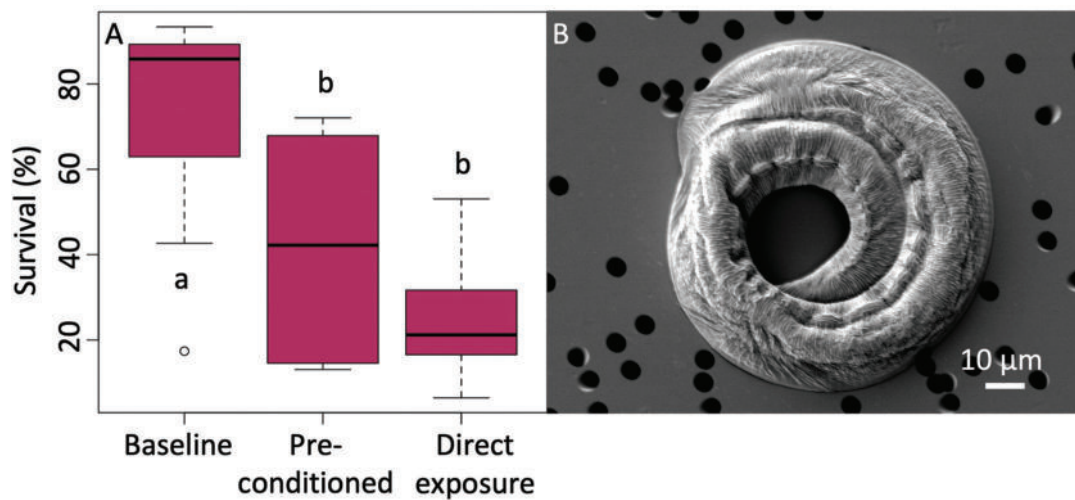 A
B
Survival (%)
80
60
40
20
a
b
b
10 μm
Baseline
Pre-
conditioned
Direct
exposure